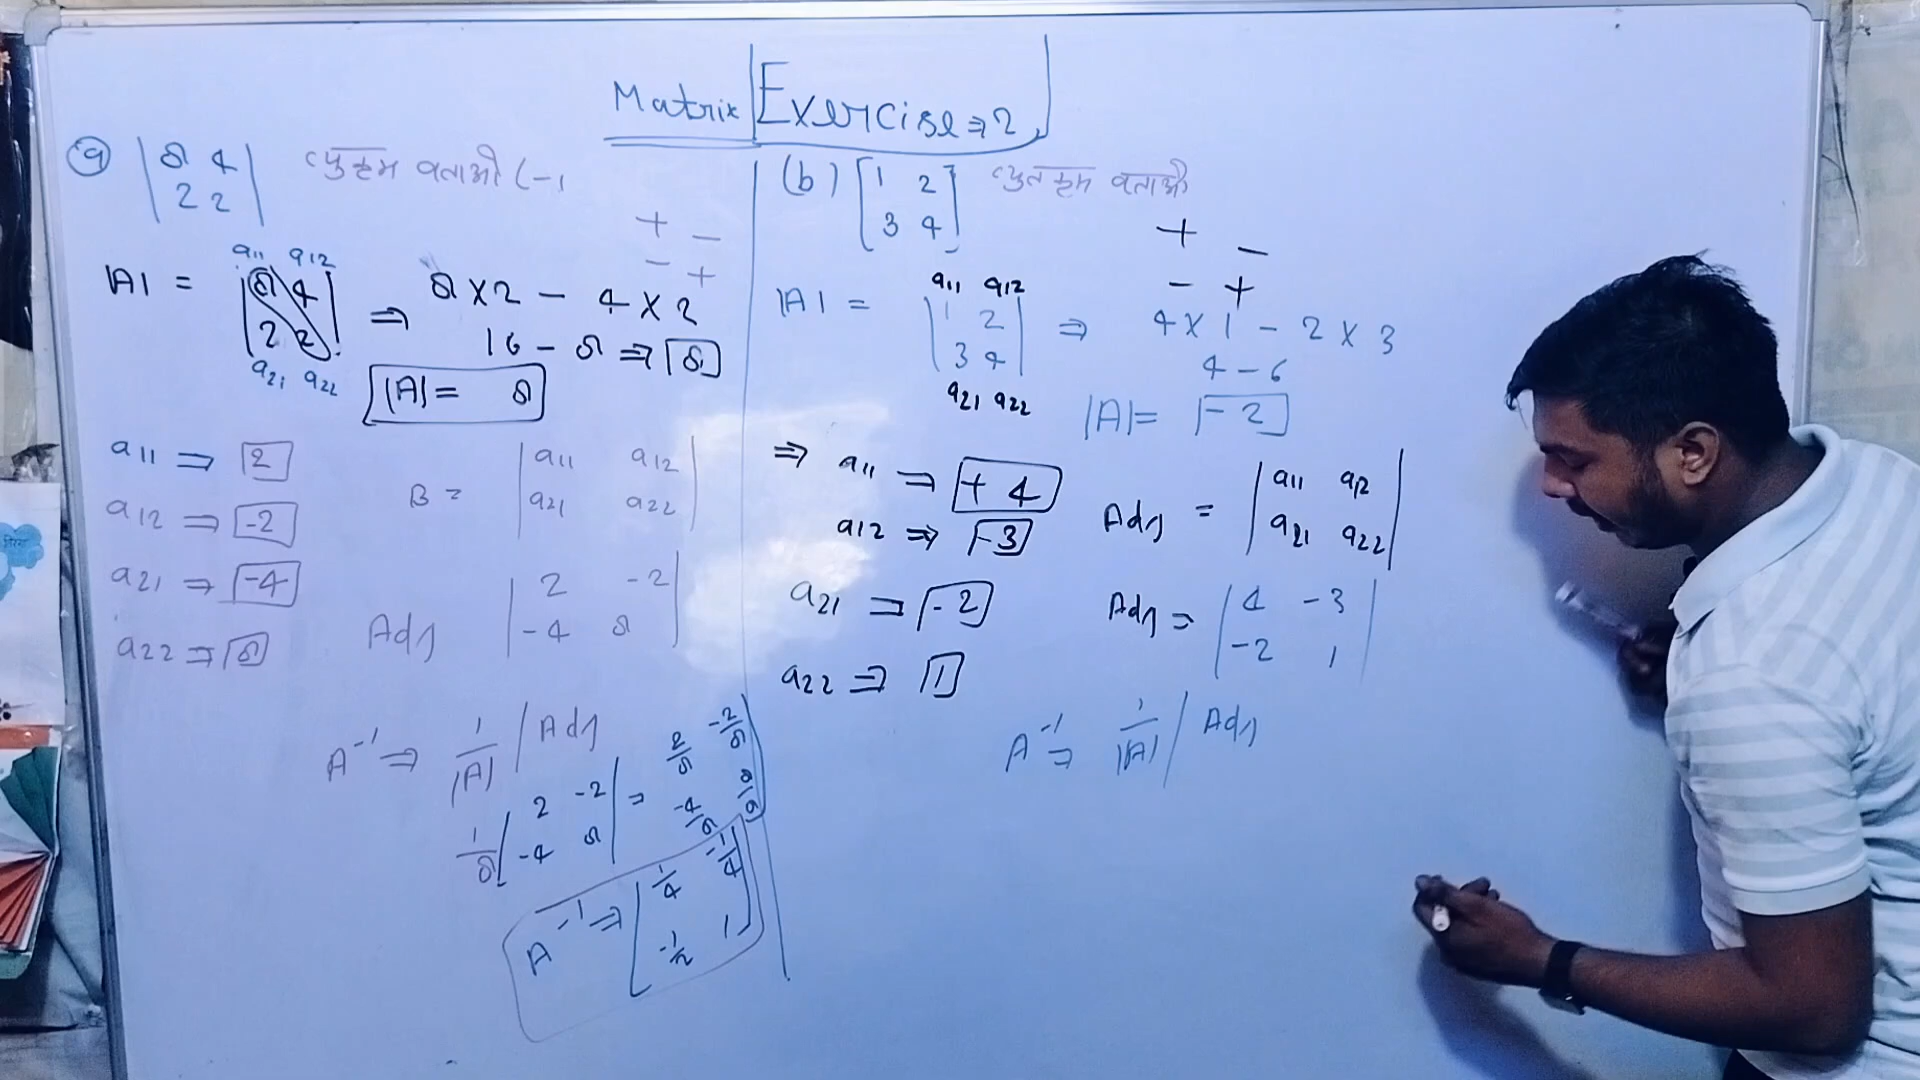 Matrix Exercise ⇒ 2
(a) | 8 4 |
| 2 2 |
बताओ (-1
+ -
- +
a11 a12
|A| = | 8 4 | ⇒ 8 x 2 - 4 x 2
| 2 2 | 16 - 8 ⇒ 8
a21 a22
|A| = 8
a11 ⇒ 2
a12 ⇒ -2
a21 ⇒ -4
a22 ⇒ 8
B = | a11 a12 |
| a21 a22 |
Adj | 2 -2 |
| -4 8 |
A⁻¹ ⇒ 1/|A| | Adj
1/8 [ 2 -2 | = 2/8 -2/8
-4 8 | -4/8 8/8
A⁻¹ ⇒ [ 1/4 -1/4 ]
[ -1/2 1 ]
(b) [ 1 2 ]
[ 3 4 ]
बताओ
+ -
- +
a11 a12
|A| = | 1 2 | ⇒ 4 x 1 - 2 x 3
| 3 4 | 4 - 6
a21 a22
|A| = -2
⇒ a11 ⇒ + 4
a12 ⇒ -3
a21 ⇒ -2
a22 ⇒ 1
Adj = | a11 a12 |
| a21 a22 |
Adj ⇒ | 4 -3 |
| -2 1 |
A⁻¹ ⇒ 1/|A| | Adj